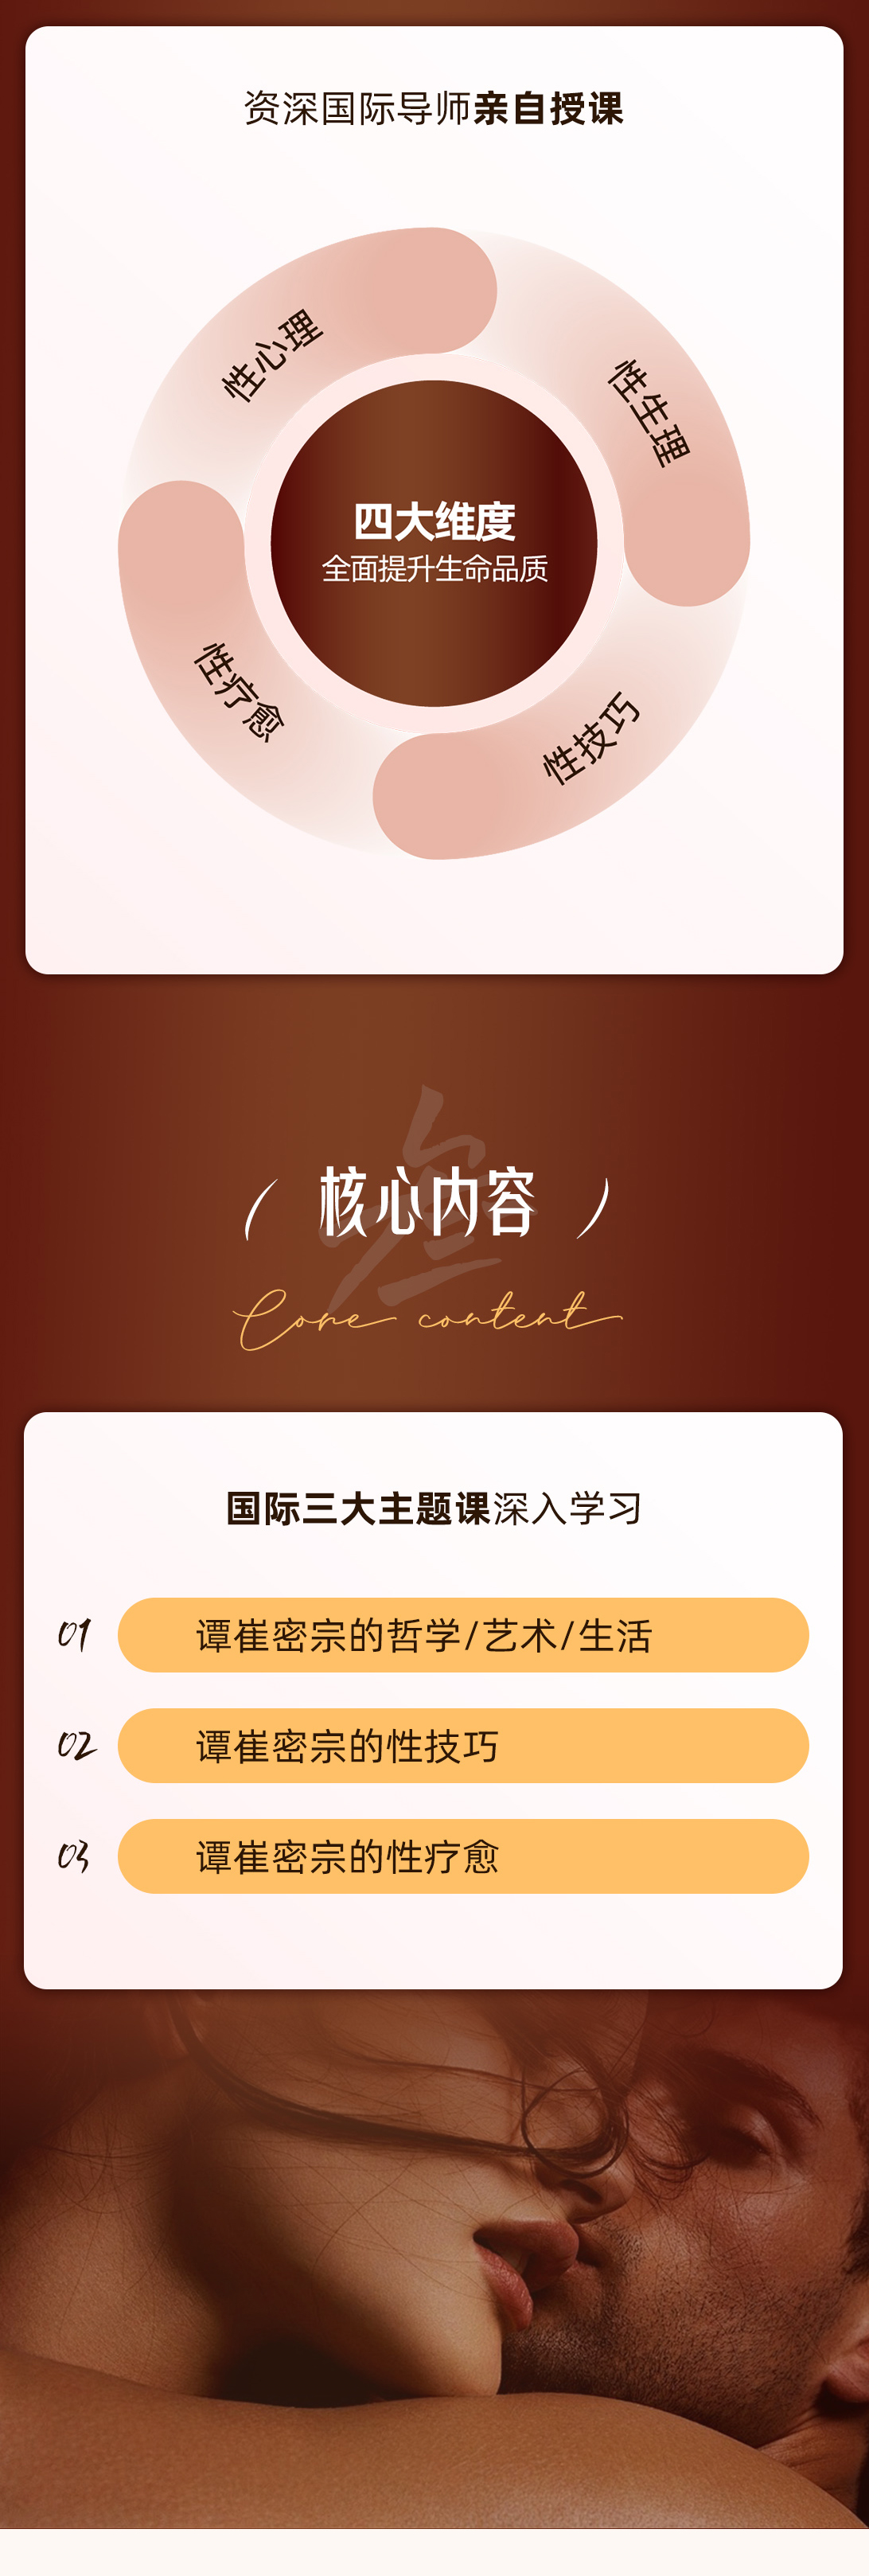 资深国际导师亲自授课
性心理
性生理
四大维度
全面提升生命品质
性疗愈
性技巧
叁
( 核心内容 )
Core content
国际三大主题课深入学习
01 谭崔密宗的哲学/艺术/生活
02 谭崔密宗的性技巧
03 谭崔密宗的性疗愈